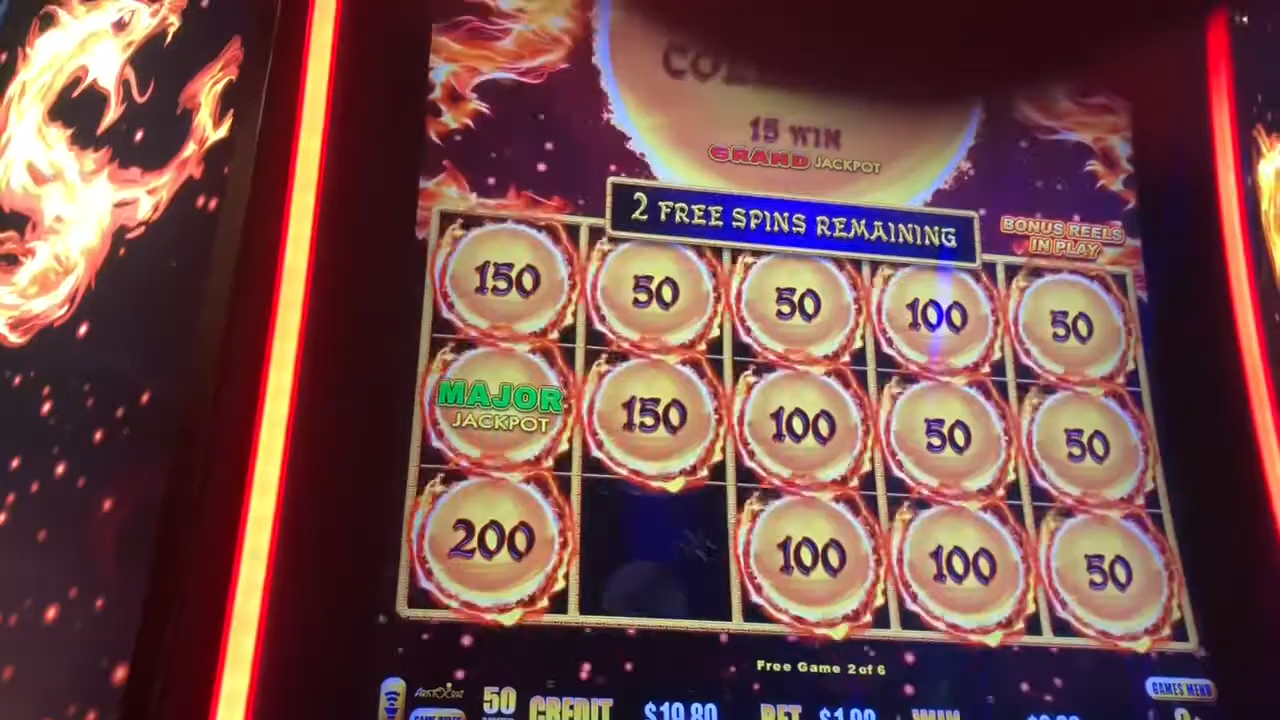 15 WIN
GRAND JACKPOT
2 FREE SPINS REMAINING
BONUS REELS
IN PLAY
150 50 50 100 50
MAJOR
JACKPOT
150 100 50 50
200 100 100 50
Free Game 2 of 6
ARISTOCRAT
50 CREDIT $19.80 BET $1.00 WIN
GAMES MENU